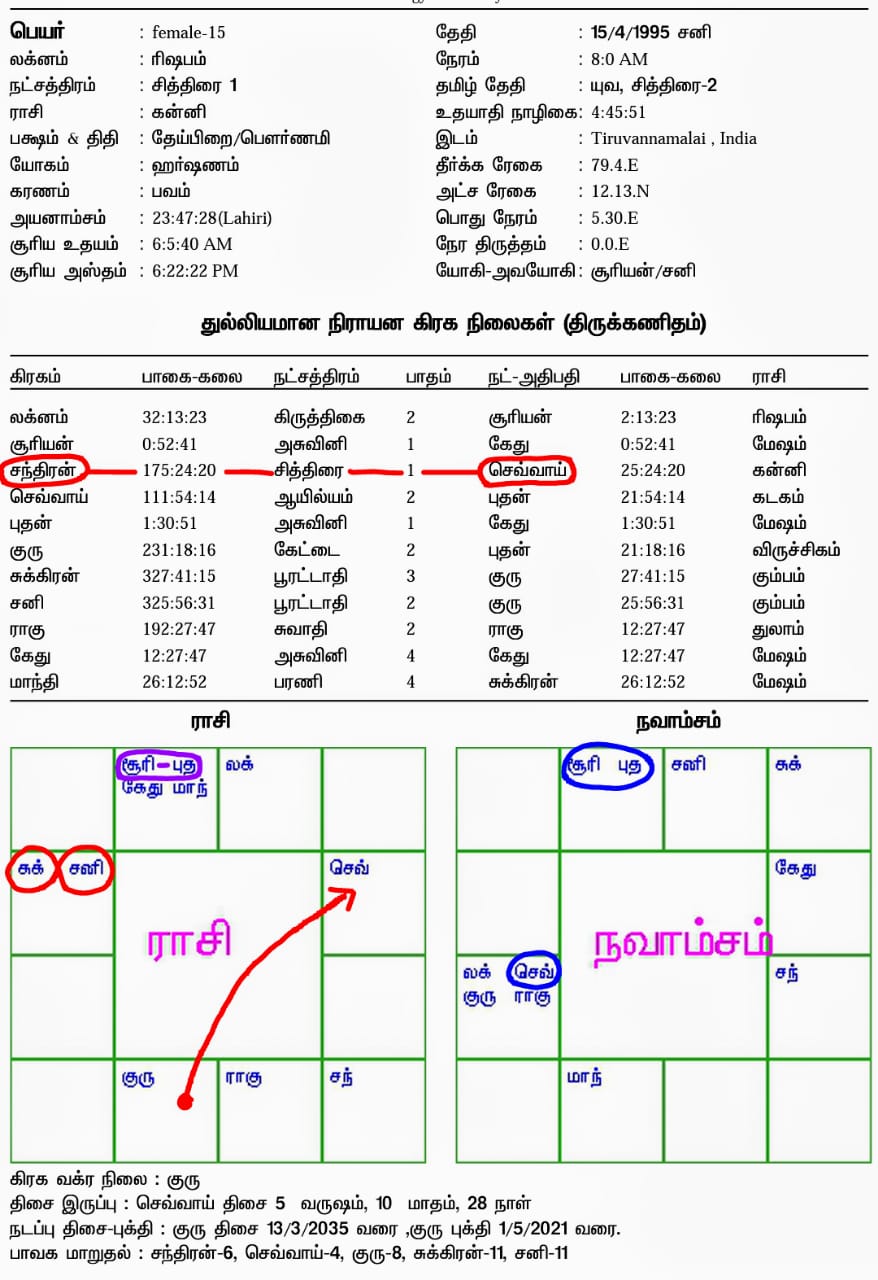 பெயர் : female-15 தேதி : 15/4/1995 சனி
லக்னம் : ரிஷபம் நேரம் : 8:0 AM
நட்சத்திரம் : சித்திரை 1 தமிழ் தேதி : யுவ, சித்திரை-2
ராசி : கன்னி உதயாதி நாழிகை: 4:45:51
பக்ஷம் & திதி : தேய்பிறை/பௌர்ணமி இடம் : Tiruvannamalai , India
யோகம் : ஹர்ஷணம் தீர்க்க ரேகை : 79.4.E
கரணம் : பவம் அட்ச ரேகை : 12.13.N
அயனாம்சம் : 23:47:28(Lahiri) பொது நேரம் : 5.30.E
சூரிய உதயம் : 6:5:40 AM நேர திருத்தம் : 0.0.E
சூரிய அஸ்தம் : 6:22:22 PM யோகி-அவயோகி: சூரியன்/சனி
துல்லியமான நிராயன கிரக நிலைகள் (திருக்கணிதம்)
கிரகம் பாகை-கலை நட்சத்திரம் பாதம் நட்-அதிபதி பாகை-கலை ராசி
லக்னம் 32:13:23 கிருத்திகை 2 சூரியன் 2:13:23 ரிஷபம்
சூரியன் 0:52:41 அசுவினி 1 கேது 0:52:41 மேஷம்
சந்திரன் 175:24:20 சித்திரை 1 செவ்வாய் 25:24:20 கன்னி
செவ்வாய் 111:54:14 ஆயில்யம் 2 புதன் 21:54:14 கடகம்
புதன் 1:30:51 அசுவினி 1 கேது 1:30:51 மேஷம்
குரு 231:18:16 கேட்டை 2 புதன் 21:18:16 விருச்சிகம்
சுக்கிரன் 327:41:15 பூரட்டாதி 3 குரு 27:41:15 கும்பம்
சனி 325:56:31 பூரட்டாதி 2 குரு 25:56:31 கும்பம்
ராகு 192:27:47 சுவாதி 2 ராகு 12:27:47 துலாம்
கேது 12:27:47 அசுவினி 4 கேது 12:27:47 மேஷம்
மாந்தி 26:12:52 பரணி 4 சுக்கிரன் 26:12:52 மேஷம்
ராசி நவாம்சம்
சூரி-புத லக் சூரி புத சனி சுக்
கேது மாந்
சுக் சனி செவ் கேது
ராசி நவாம்சம்
லக் செவ் சந்
குரு ராகு
குரு ராகு சந் மாந்
கிரக வக்ர நிலை : குரு
திசை இருப்பு : செவ்வாய் திசை 5 வருஷம், 10 மாதம், 28 நாள்
நடப்பு திசை-புக்தி : குரு திசை 13/3/2035 வரை ,குரு புக்தி 1/5/2021 வரை.
பாவக மாறுதல் : சந்திரன்-6, செவ்வாய்-4, குரு-8, சுக்கிரன்-11, சனி-11